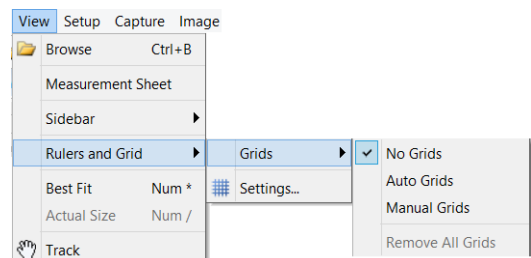 View Setup Capture Image
Browse Ctrl+B
Measurement Sheet
Sidebar
Rulers and Grid
Best Fit Num *
Actual Size Num /
Track
Grids
Settings...
No Grids
Auto Grids
Manual Grids
Remove All Grids